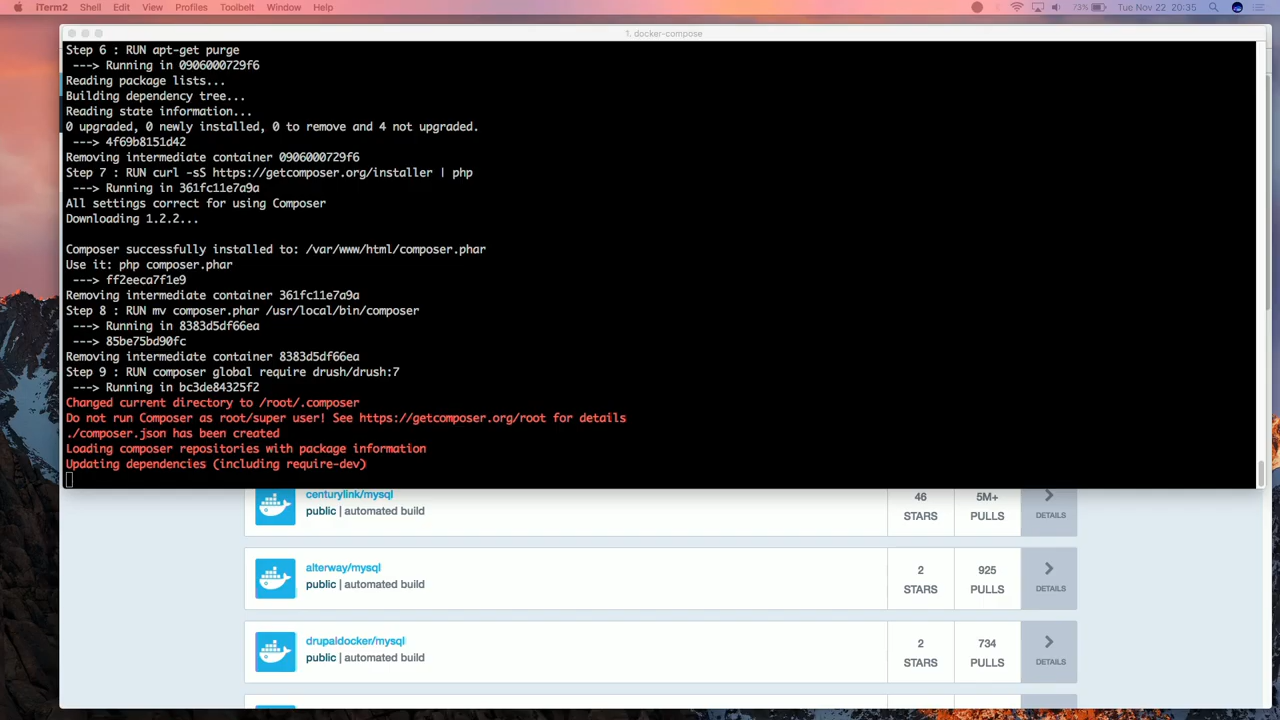 iTerm2 Shell Edit View Profiles Toolbelt Window Help 73% Tue Nov 22 20:35
1. docker-compose
Step 6 : RUN apt-get purge
---> Running in 0906000729f6
Reading package lists...
Building dependency tree...
Reading state information...
0 upgraded, 0 newly installed, 0 to remove and 4 not upgraded.
---> 4f69b8151d42
Removing intermediate container 0906000729f6
Step 7 : RUN curl -sS https://getcomposer.org/installer | php
---> Running in 361fc11e7a9a
All settings correct for using Composer
Downloading 1.2.2...
Composer successfully installed to: /var/www/html/composer.phar
Use it: php composer.phar
---> ff2eeca7f1e9
Removing intermediate container 361fc11e7a9a
Step 8 : RUN mv composer.phar /usr/local/bin/composer
---> Running in 8383d5df66ea
---> 85be75bd90fc
Removing intermediate container 8383d5df66ea
Step 9 : RUN composer global require drush/drush:7
---> Running in bc3de84325f2
Changed current directory to /root/.composer
Do not run Composer as root/super user! See https://getcomposer.org/root for details
./composer.json has been created
Loading composer repositories with package information
Updating dependencies (including require-dev)
centurylink/mysql
public | automated build
46
STARS
5M+
PULLS
DETAILS
alterway/mysql
public | automated build
2
STARS
925
PULLS
DETAILS
drupaldocker/mysql
public | automated build
2
STARS
734
PULLS
DETAILS